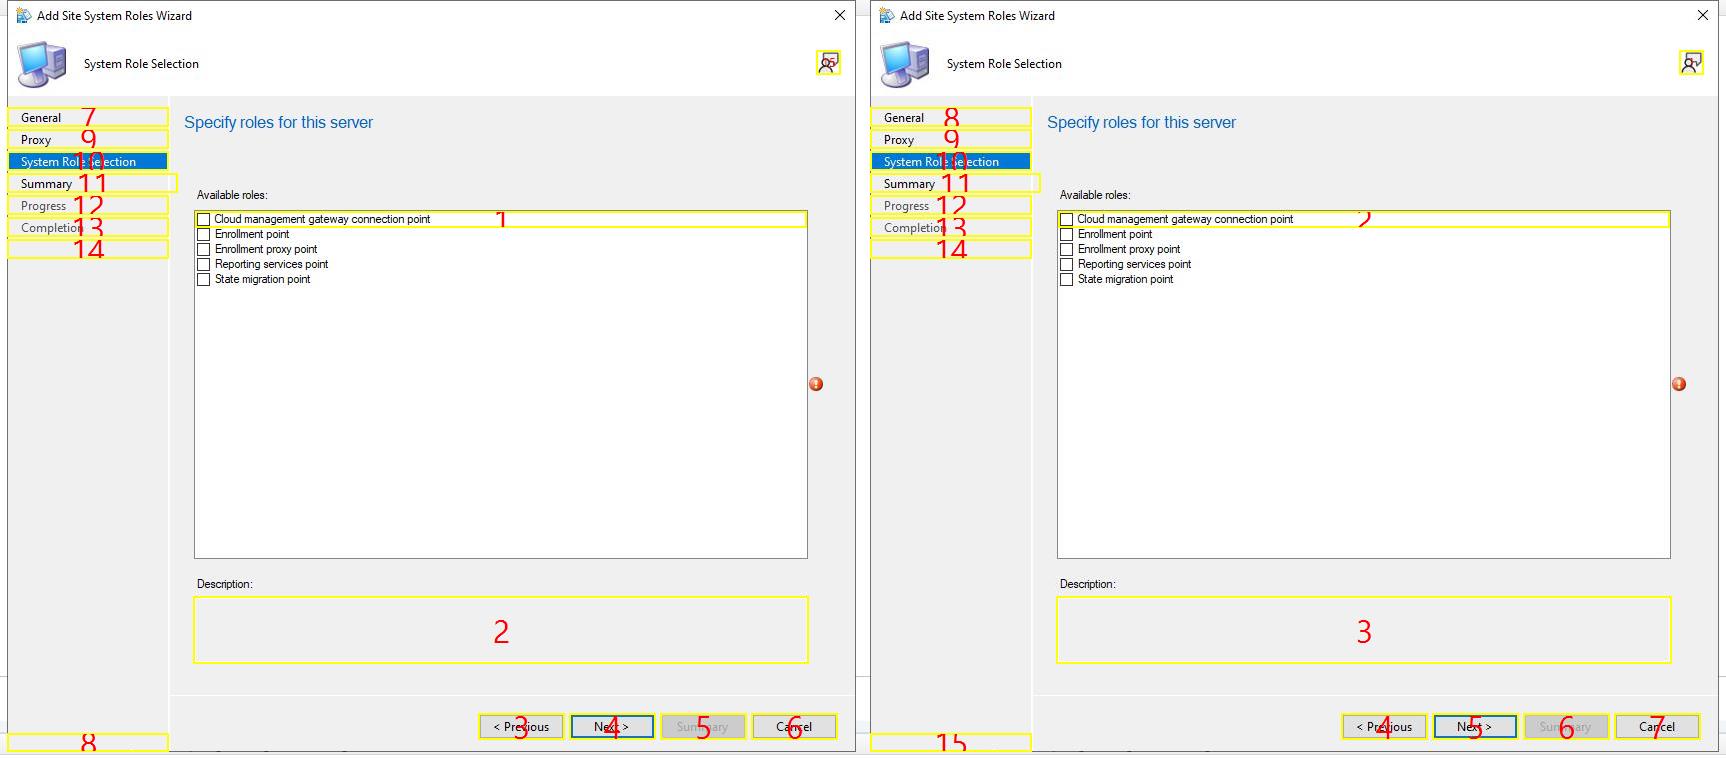 Add Site System Roles Wizard
System Role Selection
15
General 7
Proxy 9
System Role Selection 10
Summary 11
Progress 12
Completion 13
14
Specify roles for this server
Available roles:
Cloud management gateway connection point 1
Enrollment point
Enrollment proxy point
Reporting services point
State migration point
Description:
2
< Previous 3
Next > 4
Summary 5
Cancel 6
8
Add Site System Roles Wizard
System Role Selection
General 8
Proxy 9
System Role Selection 10
Summary 11
Progress 12
Completion 13
14
Specify roles for this server
Available roles:
Cloud management gateway connection point 2
Enrollment point
Enrollment proxy point
Reporting services point
State migration point
Description:
3
< Previous 4
Next > 5
Summary 6
Cancel 7
15